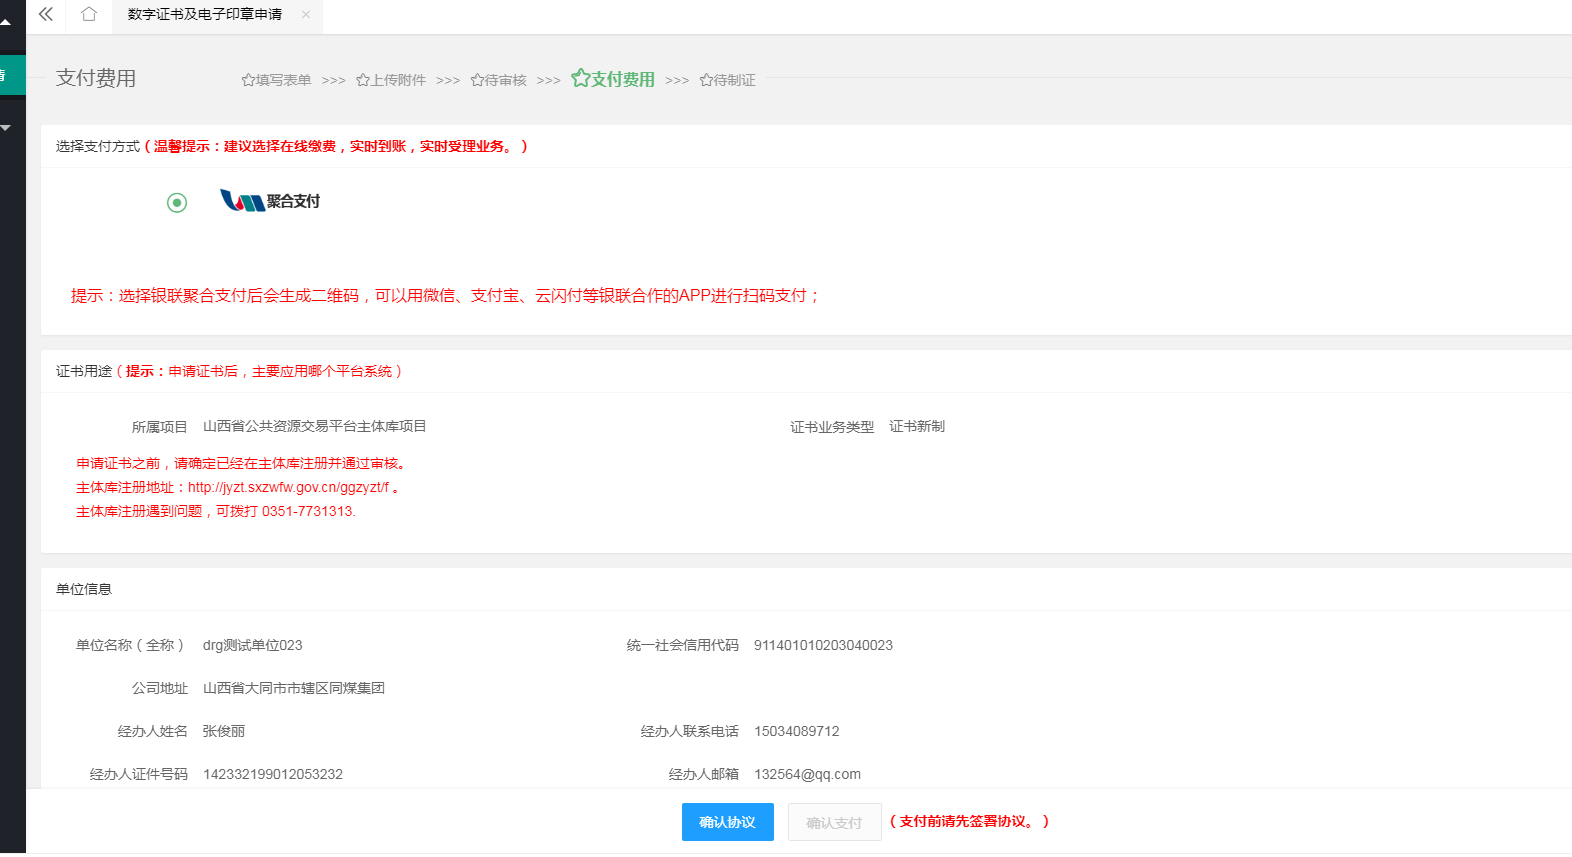 数字证书及电子印章申请 ×
请
支付费用 填写表单 >>> 上传附件 >>> 待审核 >>> 支付费用 >>> 待制证
选择支付方式（温馨提示：建议选择在线缴费，实时到账，实时受理业务。）
聚合支付
提示：选择银联聚合支付后会生成二维码，可以用微信、支付宝、云闪付等银联合作的APP进行扫码支付；
证书用途（提示：申请证书后，主要应用哪个平台系统）
所属项目 山西省公共资源交易平台主体库项目 证书业务类型 证书新制
申请证书之前，请确定已经在主体库注册并通过审核。
主体库注册地址：http://jyzt.sxzwfw.gov.cn/ggzyzt/f 。
主体库注册遇到问题，可拨打 0351-7731313.
单位信息
单位名称（全称） drg测试单位023 统一社会信用代码 911401010203040023
公司地址 山西省大同市市辖区同煤集团
经办人姓名 张俊丽 经办人联系电话 15034089712
经办人证件号码 142332199012053232 经办人邮箱 132564@qq.com
确认协议 确认支付 （支付前请先签署协议。）